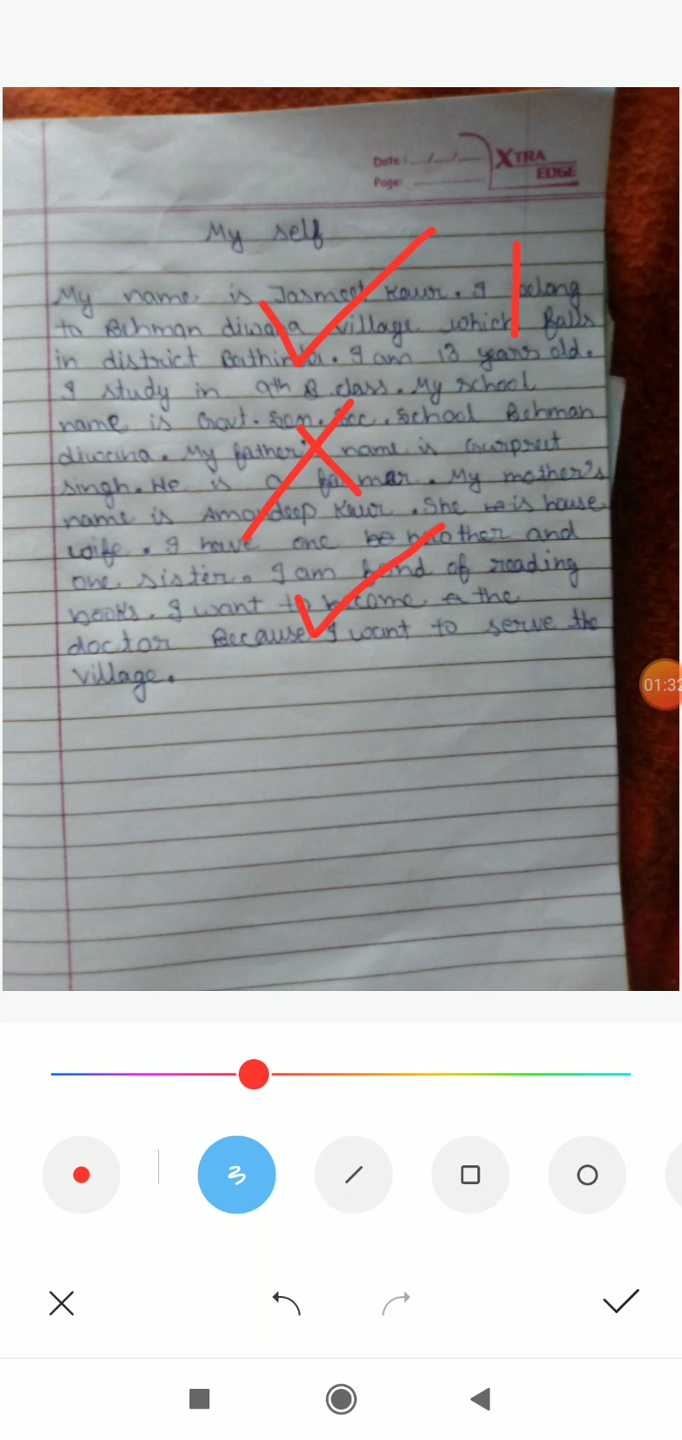 Date : __/__/__
Page: 
XTRA EDGE
My self
My name is Jasmeet Kaur. I belong
to Behman diwana village which falls
in district Bathinda. I am 13 years old.
I study in 9th B class. My school
name is Govt. Sen. Sec. School Behman
diwana. My father's name is Gurpreet
singh. He is a farmer. My mother's
name is Amandeep Kaur. She is house
wife. I have one brother and
one sister. I am of reading
books. I want to become the
doctor Because I want to serve the
village.
01:32